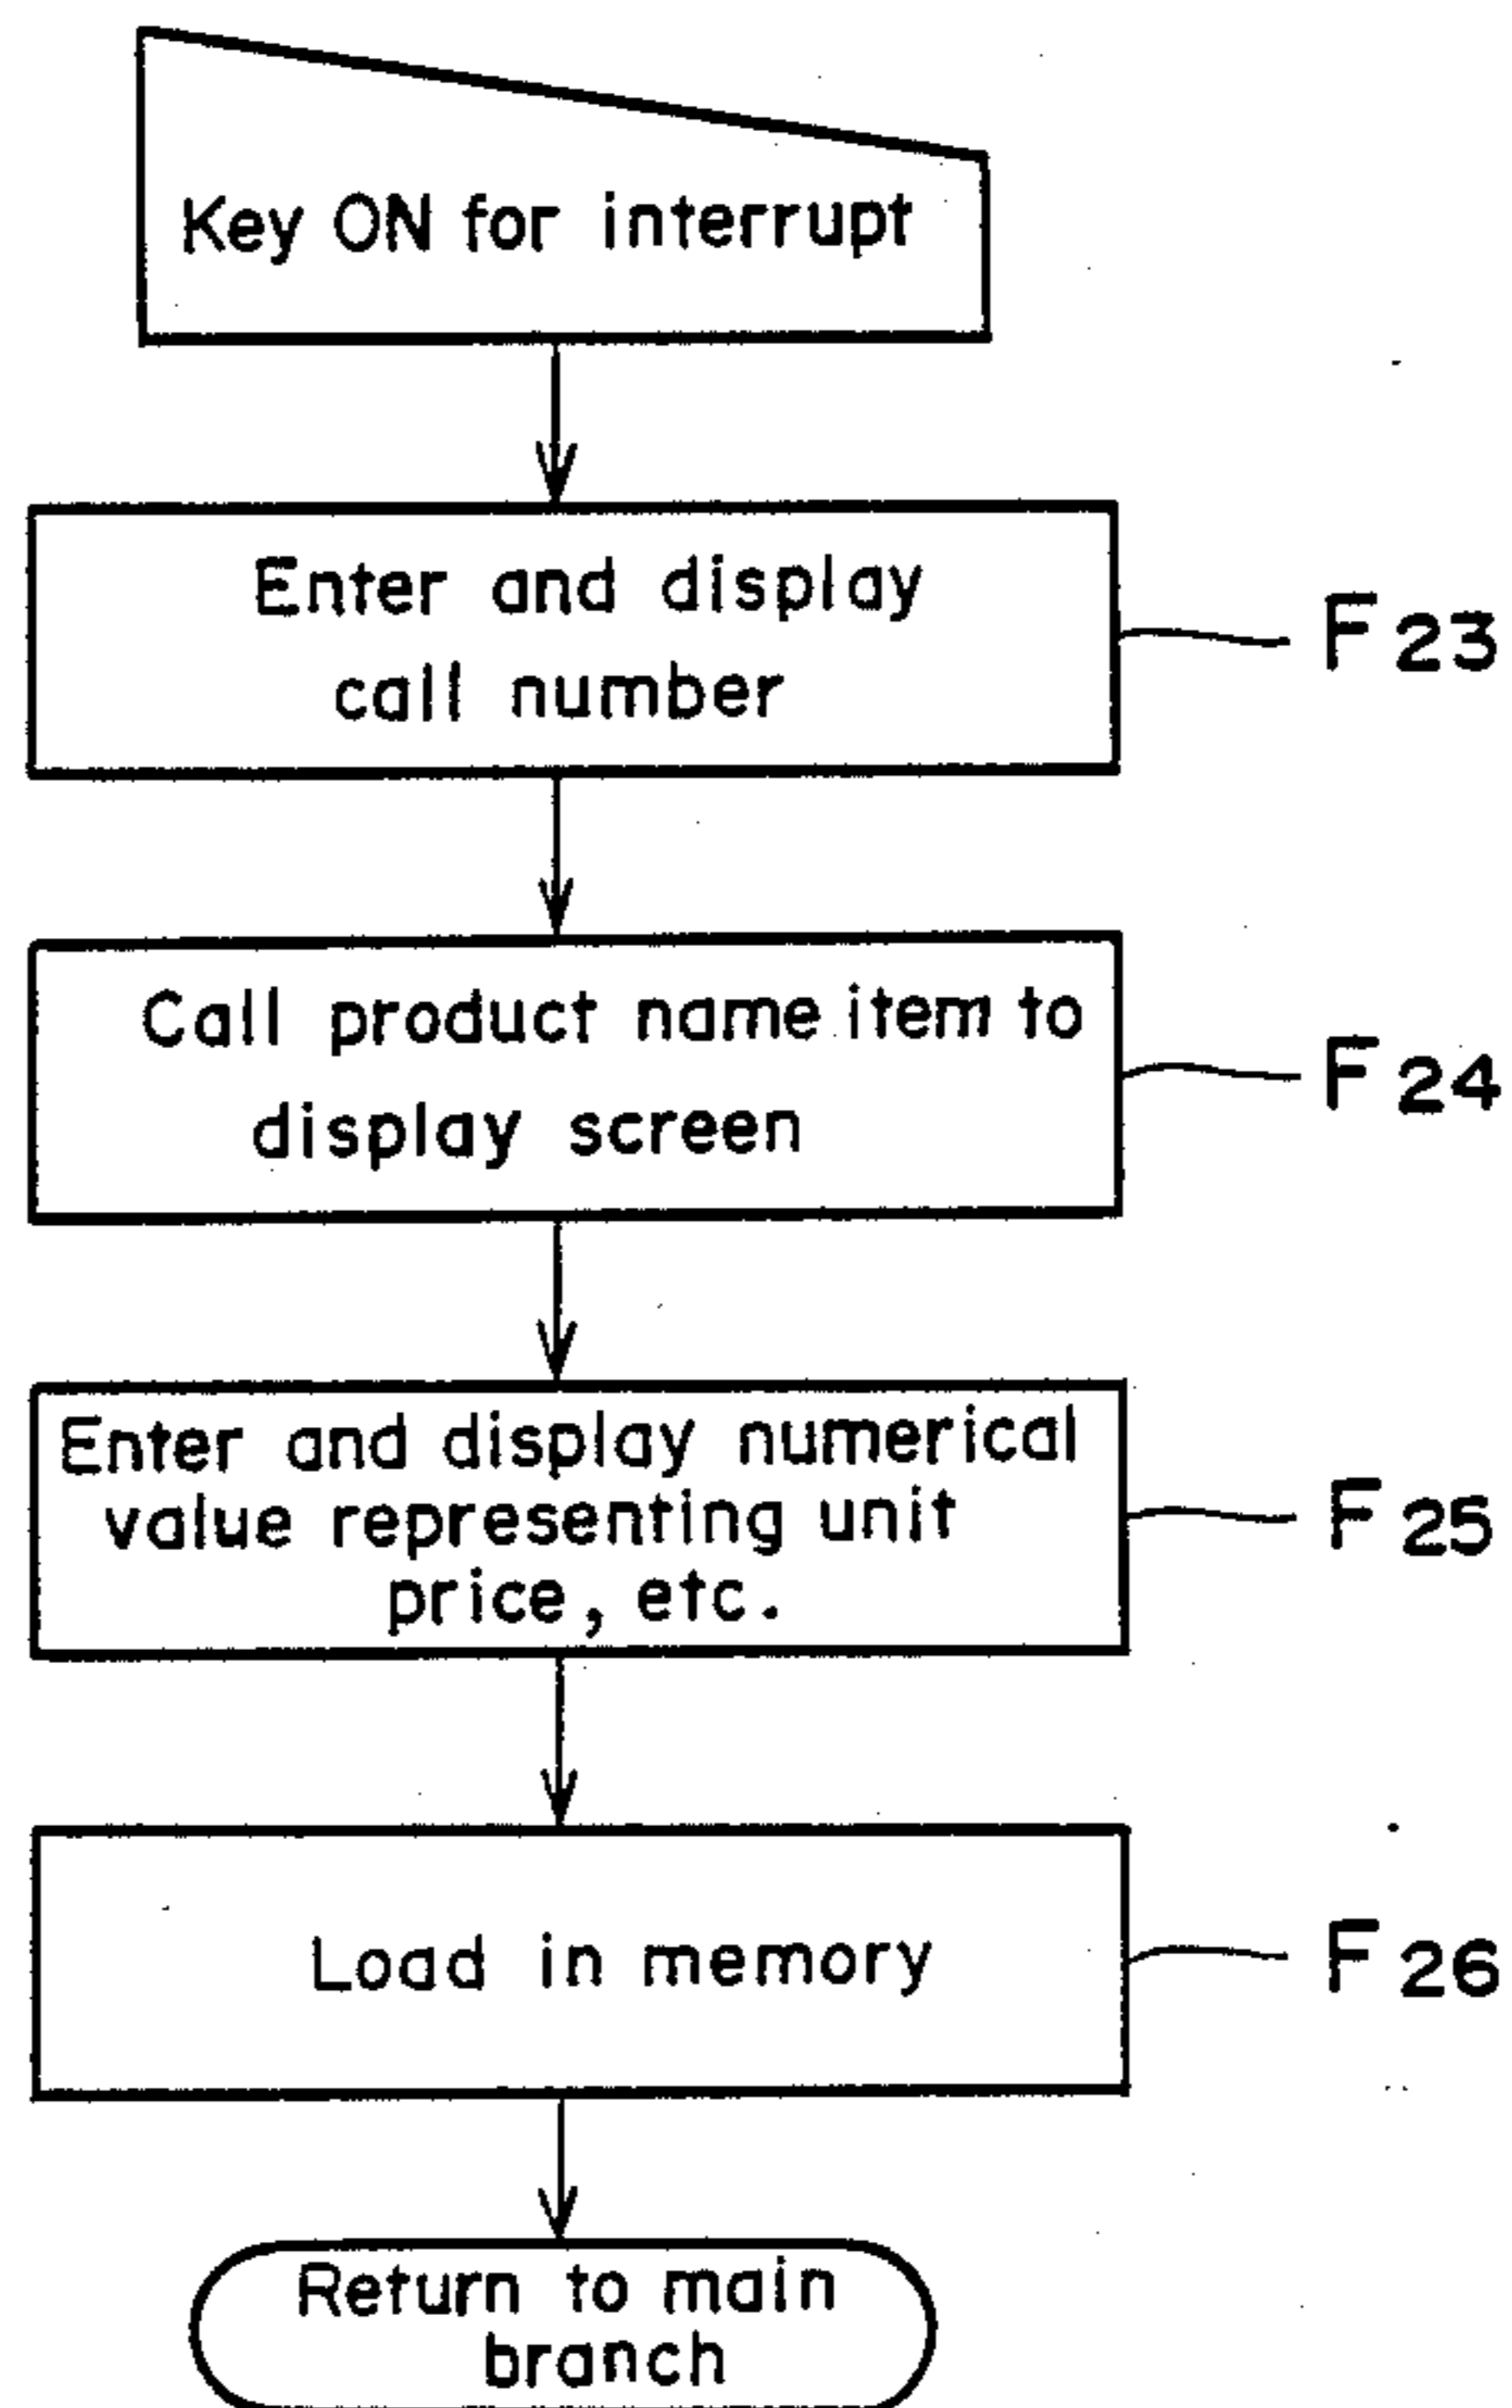 Key ON for interrupt
Enter and display
call number
F23
Call product name item to
display screen
F24
Enter and display numerical
value representing unit
price, etc.
F25
Load in memory
F26
Return to main
branch